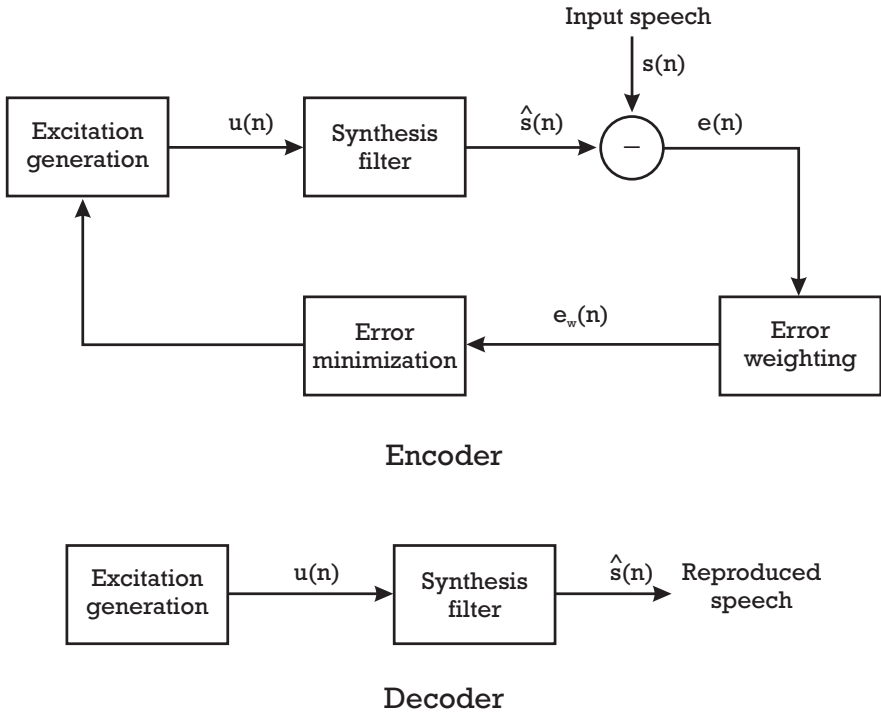 Input speech
s(n)
Excitation
generation
u(n)
Synthesis
filter
ŝ(n)
−
e(n)
Error
minimization
e_w(n)
Error
weighting
Encoder
Excitation
generation
u(n)
Synthesis
filter
ŝ(n)
Reproduced
speech
Decoder